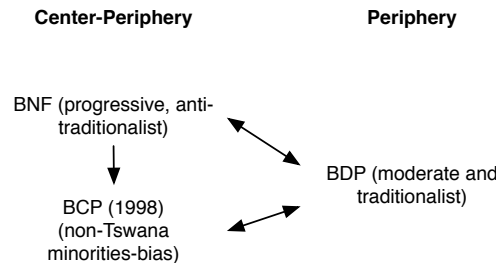 Center-Periphery
Periphery
BNF (progressive, anti-
traditionalist)
BDP (moderate and
traditionalist)
BCP (1998)
(non-Tswana
minorities-bias)